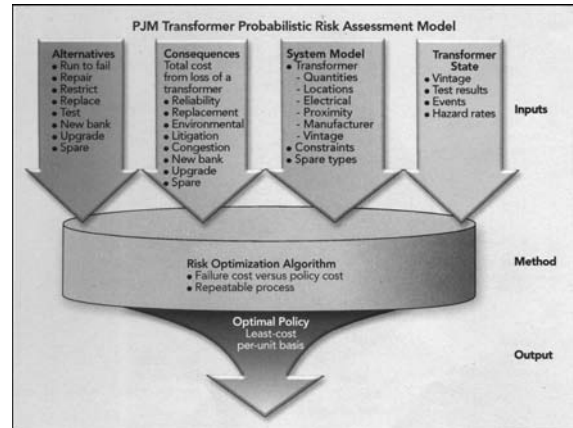 PJM Transformer Probabilistic Risk Assessment Model
Alternatives
• Run to fail
• Repair
• Restrict
• Replace
• Test
• New bank
• Upgrade
• Spare
Consequences
Total cost
from loss of a
transformer
• Reliability
• Replacement
• Environmental
• Litigation
• Congestion
• New bank
• Upgrade
• Spare
System Model
• Transformer
- Quantities
- Locations
- Electrical
- Proximity
- Manufacturer
- Vintage
• Constraints
• Spare types
Transformer
State
• Vintage
• Test results
• Events
• Hazard rates
Inputs
Risk Optimization Algorithm
• Failure cost versus policy cost
• Repeatable process
Method
Optimal Policy
Least-cost
per-unit basis
Output